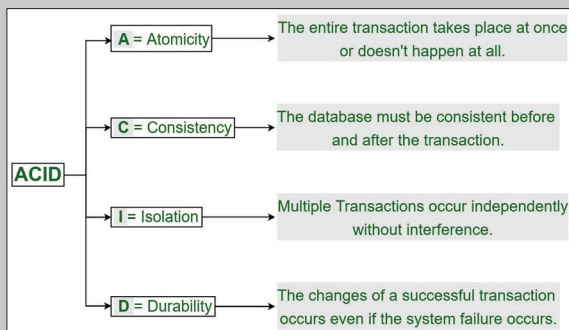 ACID
A = Atomicity
The entire transaction takes place at once
or doesn't happen at all.
C = Consistency
The database must be consistent before
and after the transaction.
I = Isolation
Multiple Transactions occur independently
without interference.
D = Durability
The changes of a successful transaction
occurs even if the system failure occurs.